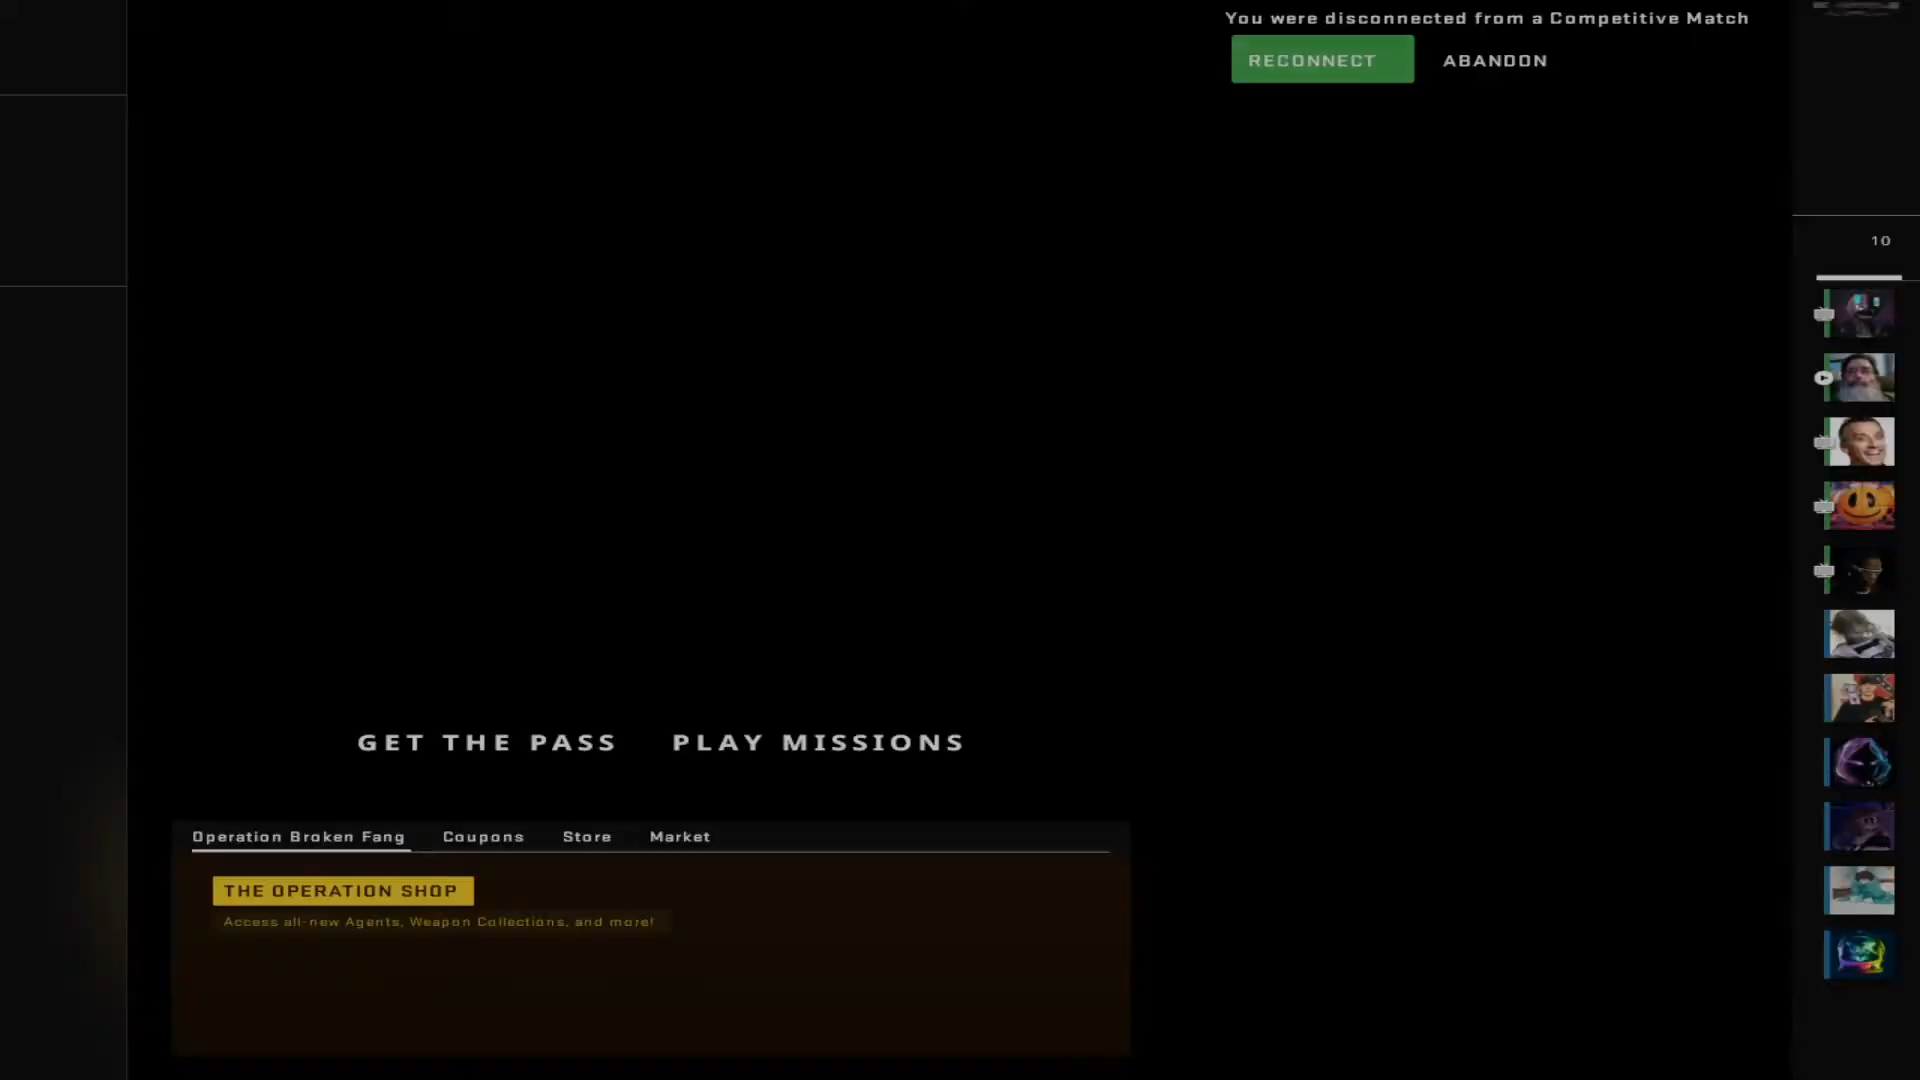 You were disconnected from a Competitive Match
RECONNECT ABANDON
10
GET THE PASS PLAY MISSIONS
Operation Broken Fang Coupons Store Market
THE OPERATION SHOP
Access all-new Agents, Weapon Collections, and more!